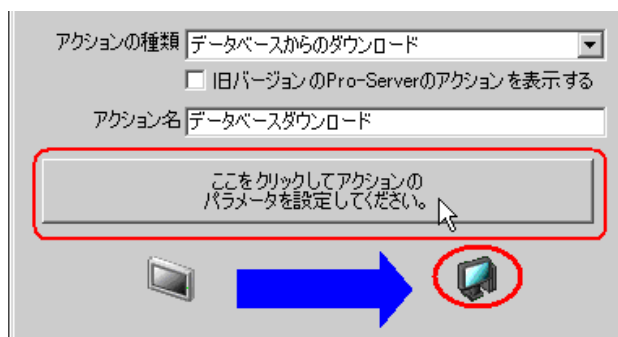 アクションの種類 データベースからのダウンロード
旧バージョンのPro-Serverのアクションを表示する
アクション名 データベースダウンロード
ここをクリックしてアクションの
パラメータを設定してください。